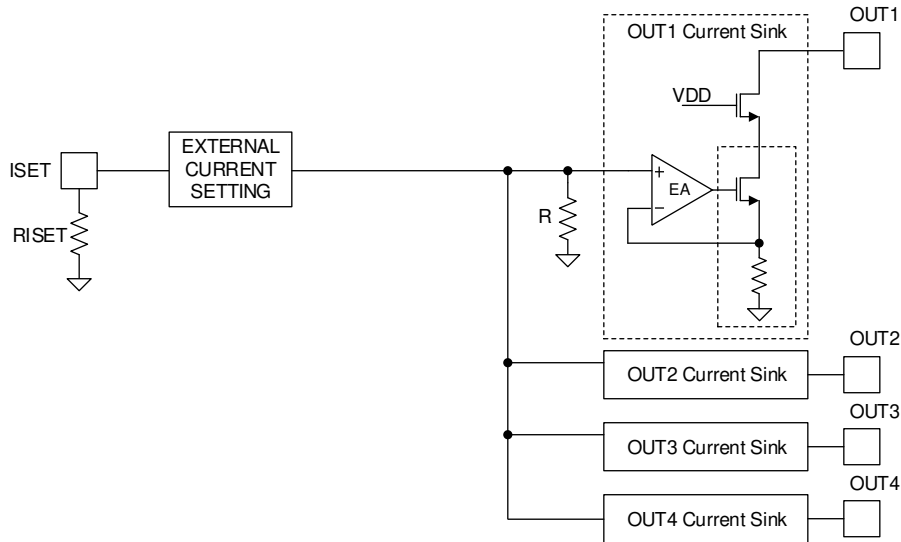 OUT1
OUT1 Current Sink
VDD
EXTERNAL
CURRENT
SETTING
ISET
+
EA
−
RISET
R
OUT2
OUT2 Current Sink
OUT3
OUT3 Current Sink
OUT4
OUT4 Current Sink